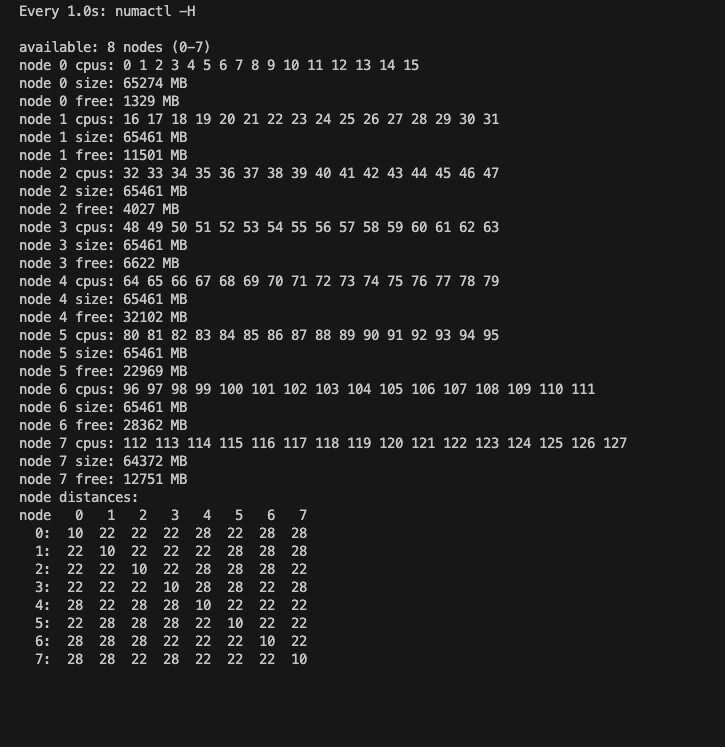 Every 1.0s: numactl -H

available: 8 nodes (0-7)
node 0 cpus: 0 1 2 3 4 5 6 7 8 9 10 11 12 13 14 15
node 0 size: 65274 MB
node 0 free: 1329 MB
node 1 cpus: 16 17 18 19 20 21 22 23 24 25 26 27 28 29 30 31
node 1 size: 65461 MB
node 1 free: 11501 MB
node 2 cpus: 32 33 34 35 36 37 38 39 40 41 42 43 44 45 46 47
node 2 size: 65461 MB
node 2 free: 4027 MB
node 3 cpus: 48 49 50 51 52 53 54 55 56 57 58 59 60 61 62 63
node 3 size: 65461 MB
node 3 free: 6622 MB
node 4 cpus: 64 65 66 67 68 69 70 71 72 73 74 75 76 77 78 79
node 4 size: 65461 MB
node 4 free: 32102 MB
node 5 cpus: 80 81 82 83 84 85 86 87 88 89 90 91 92 93 94 95
node 5 size: 65461 MB
node 5 free: 22969 MB
node 6 cpus: 96 97 98 99 100 101 102 103 104 105 106 107 108 109 110 111
node 6 size: 65461 MB
node 6 free: 28362 MB
node 7 cpus: 112 113 114 115 116 117 118 119 120 121 122 123 124 125 126 127
node 7 size: 64372 MB
node 7 free: 12751 MB
node distances:
node   0   1   2   3   4   5   6   7
  0:  10  22  22  22  28  22  28  28
  1:  22  10  22  22  22  28  28  28
  2:  22  22  10  22  28  28  28  22
  3:  22  22  22  10  28  28  22  28
  4:  28  22  28  28  10  22  22  22
  5:  22  28  28  28  22  10  22  22
  6:  28  28  28  22  22  22  10  22
  7:  28  28  22  28  22  22  22  10